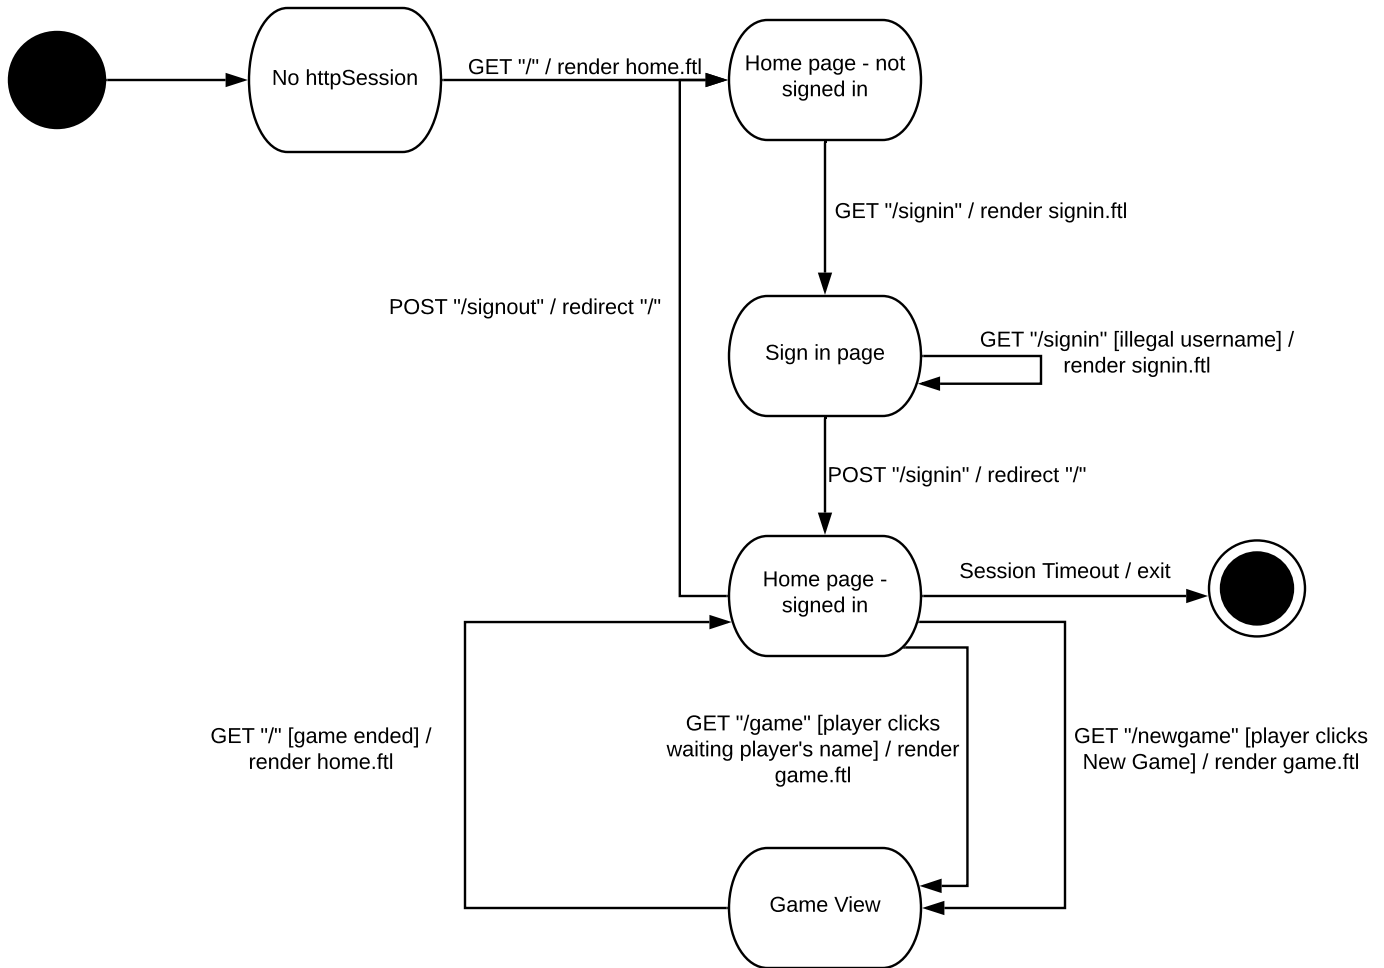 No httpSession
GET "/" / render home.ftl
Home page - not
signed in
GET "/signin" / render signin.ftl
POST "/signout" / redirect "/"
Sign in page
GET "/signin" [illegal username] /
render signin.ftl
POST "/signin" / redirect "/"
Home page -
signed in
Session Timeout / exit
GET "/" [game ended] /
render home.ftl
GET "/game" [player clicks
waiting player's name] / render
game.ftl
GET "/newgame" [player clicks
New Game] / render game.ftl
Game View